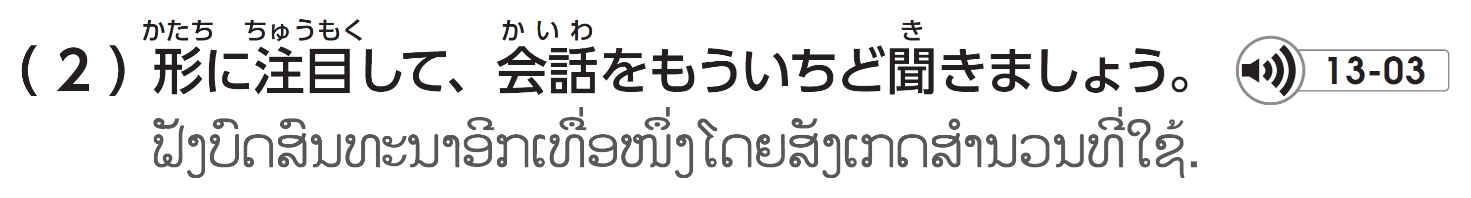 かたち ちゅうもく かいわ き
(2)形に注目して、会話をもういちど聞きましょう。 13-03
ຟັງບົດສົນທະນາອີກເທື່ອໜຶ່ງໂດຍສັງເກດສຳນວນທີ່ໃຊ້.